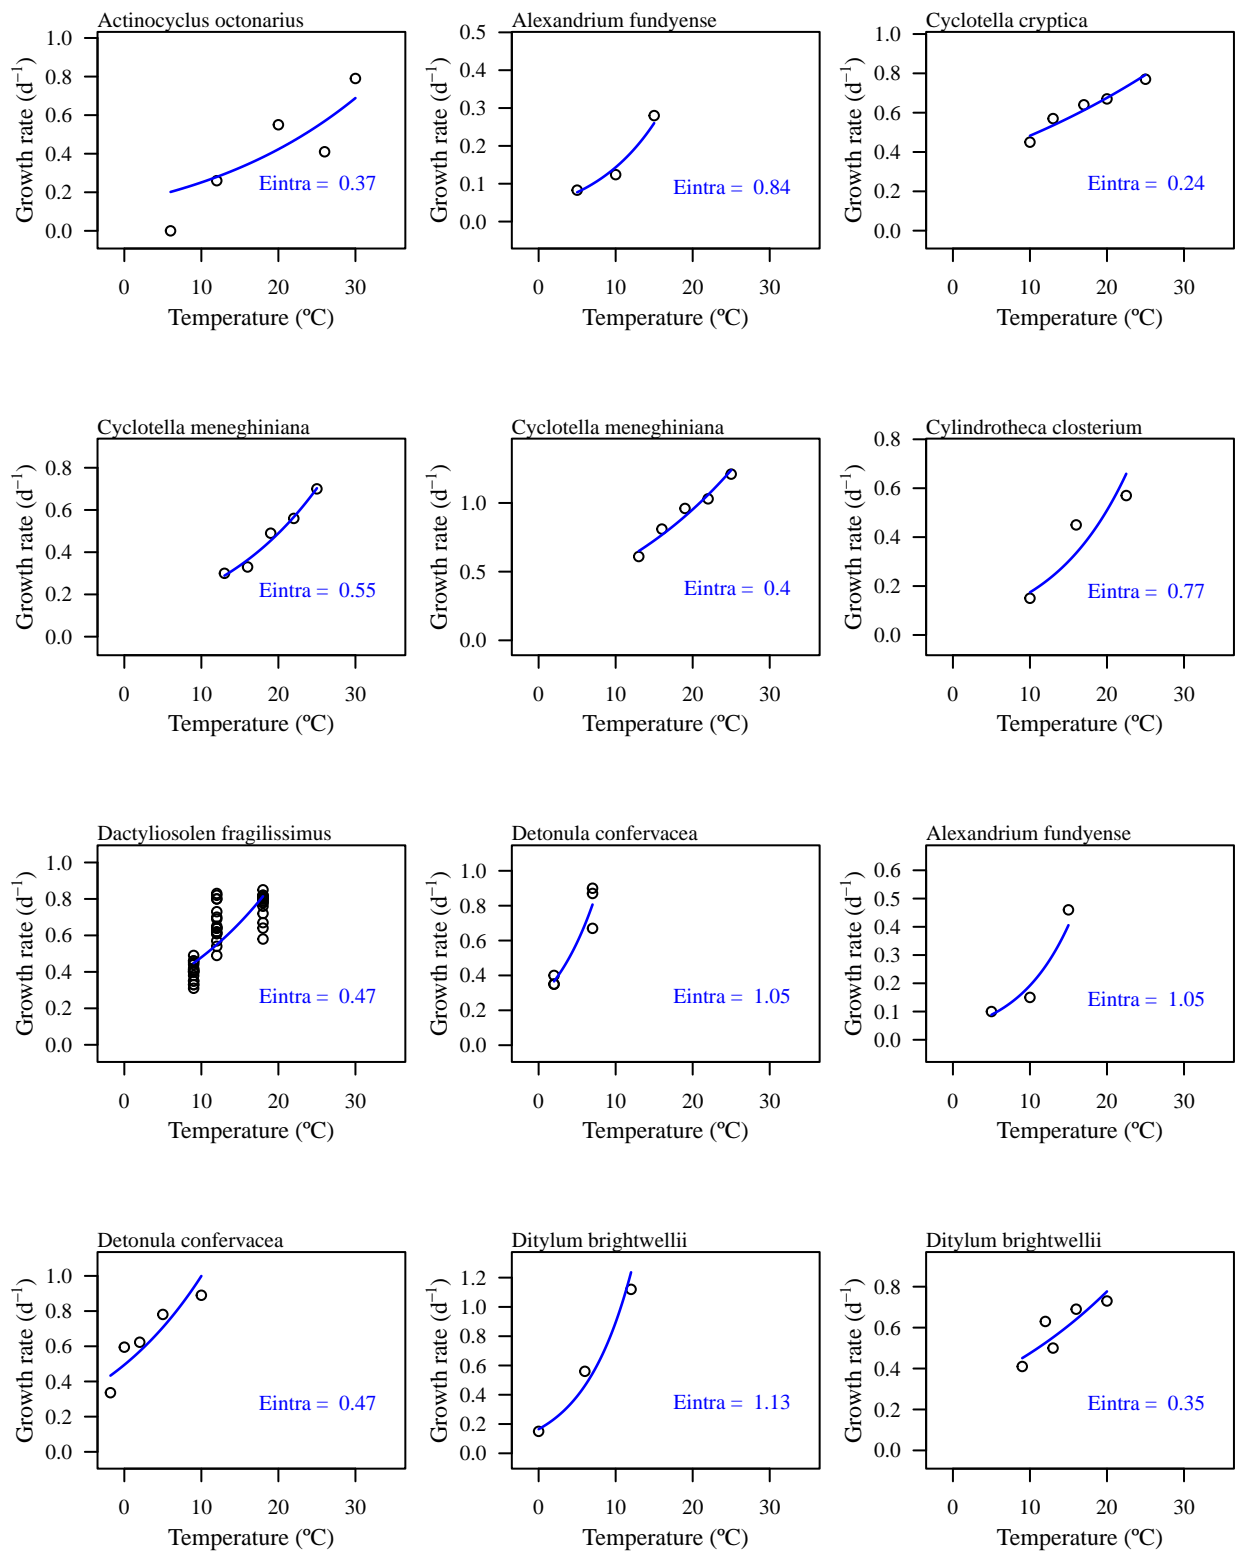 Actinocyclus octonarius
Growth rate (d⁻¹)
1.0
0.8
0.6
0.4
0.2
0.0
Eintra = 0.37
0 10 20 30
Temperature (ºC)
Alexandrium fundyense
Growth rate (d⁻¹)
0.5
0.4
0.3
0.2
0.1
0.0
Eintra = 0.84
0 10 20 30
Temperature (ºC)
Cyclotella cryptica
Growth rate (d⁻¹)
1.0
0.8
0.6
0.4
0.2
0.0
Eintra = 0.24
0 10 20 30
Temperature (ºC)
Cyclotella meneghiniana
Growth rate (d⁻¹)
0.8
0.6
0.4
0.2
0.0
Eintra = 0.55
0 10 20 30
Temperature (ºC)
Cyclotella meneghiniana
Growth rate (d⁻¹)
1.0
0.5
0.0
Eintra = 0.4
0 10 20 30
Temperature (ºC)
Cylindrotheca closterium
Growth rate (d⁻¹)
0.8
0.6
0.4
0.2
0.0
Eintra = 0.77
0 10 20 30
Temperature (ºC)
Dactyliosolen fragilissimus
Growth rate (d⁻¹)
1.0
0.8
0.6
0.4
0.2
0.0
Eintra = 0.47
0 10 20 30
Temperature (ºC)
Detonula confervacea
Growth rate (d⁻¹)
1.0
0.8
0.6
0.4
0.2
0.0
Eintra = 1.05
0 10 20 30
Temperature (ºC)
Alexandrium fundyense
Growth rate (d⁻¹)
0.6
0.5
0.4
0.3
0.2
0.1
0.0
Eintra = 1.05
0 10 20 30
Temperature (ºC)
Detonula confervacea
Growth rate (d⁻¹)
1.0
0.8
0.6
0.4
0.2
0.0
Eintra = 0.47
0 10 20 30
Temperature (ºC)
Ditylum brightwellii
Growth rate (d⁻¹)
1.2
1.0
0.8
0.6
0.4
0.2
0.0
Eintra = 1.13
0 10 20 30
Temperature (ºC)
Ditylum brightwellii
Growth rate (d⁻¹)
0.8
0.6
0.4
0.2
0.0
Eintra = 0.35
0 10 20 30
Temperature (ºC)